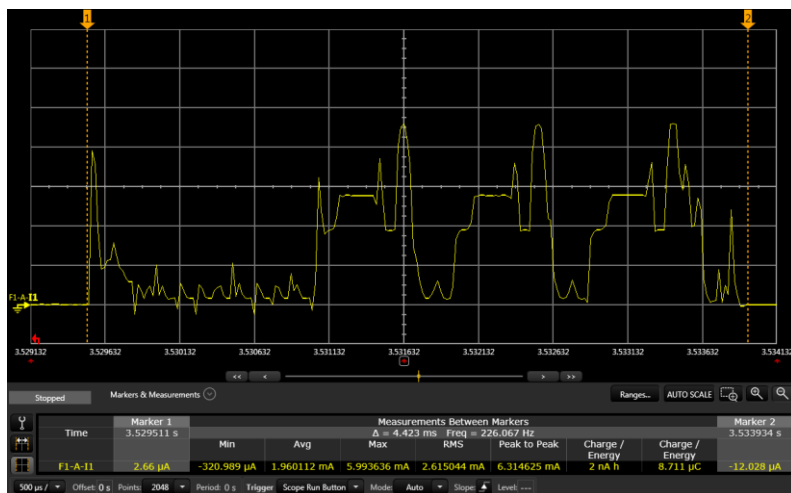 1 2
F1-A-I1
3.529132 3.529632 3.530132 3.530632 3.531132 3.531632 3.532132 3.532632 3.533132 3.533632 3.534132
<< < > >>
Stopped Markers & Measurements Ranges... AUTO SCALE
Marker 1 Measurements Between Markers Marker 2
Time 3.529511 s Δ = 4.423 ms Freq = 226.067 Hz 3.533934 s
Min Avg Max RMS Peak to Peak Charge / Energy Charge / Energy
F1-A-I1 2.66 µA -320.989 µA 1.960112 mA 5.993636 mA 2.615044 mA 6.314625 mA 2 nA h 8.711 µC -12.028 µA
500 µs / Offset: 0 s Points: 2048 Period: 0 s Trigger Scope Run Button Mode: Auto Slope: Level: ---